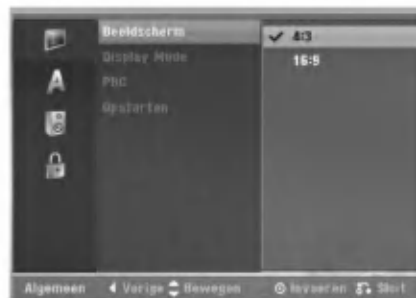 Beeldscherm
Display Mode
PBC
Opstarten
✓ 4:3
16:9
A
Algemeen ◄ Vorige Bewegen Invoeren Sluit